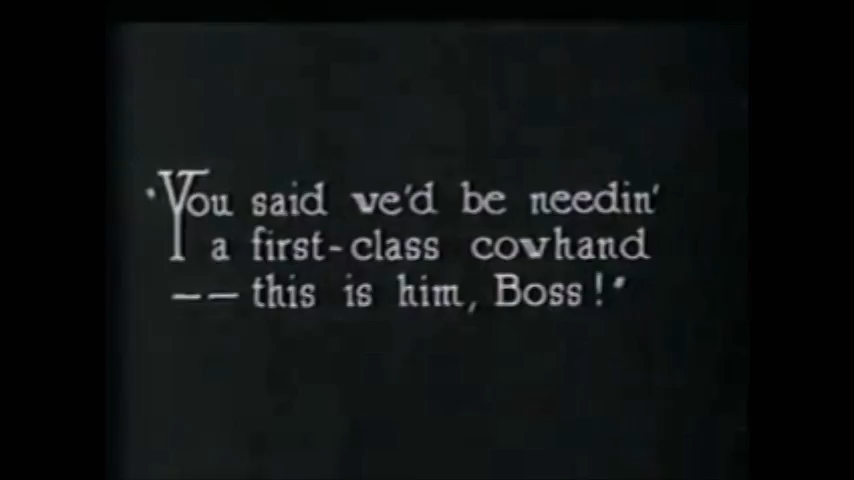 "You said we'd be needin'
a first-class cowhand
-- this is him, Boss!"